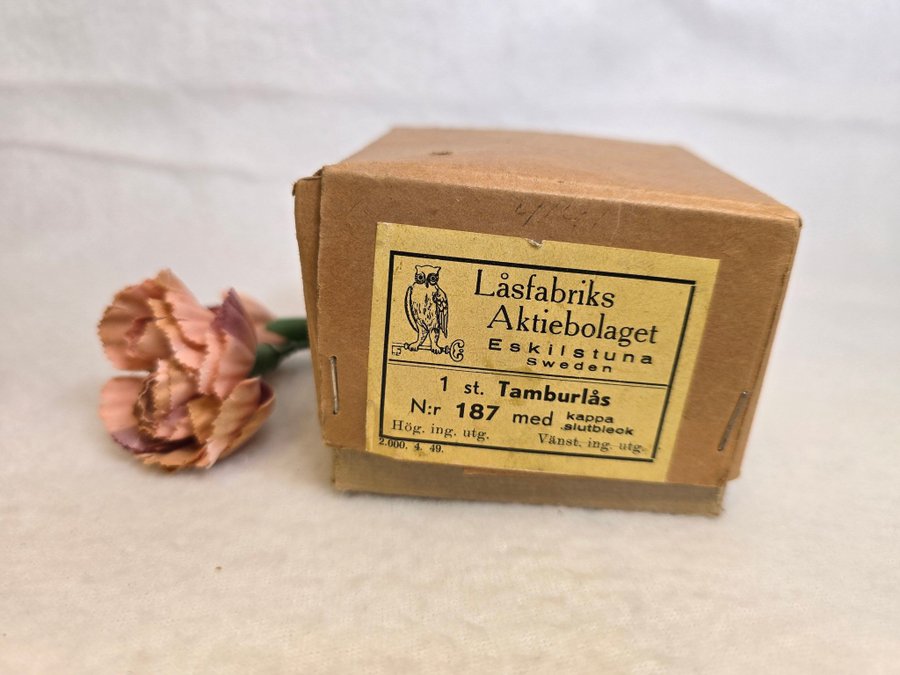 Låsfabriks
Aktiebolaget
Eskilstuna
Sweden
1 st. Tamburlås
N:r 187 med kappa
slutbleck
Hög. ing. utg. Vänst. ing. utg.
2.000. 4. 49.